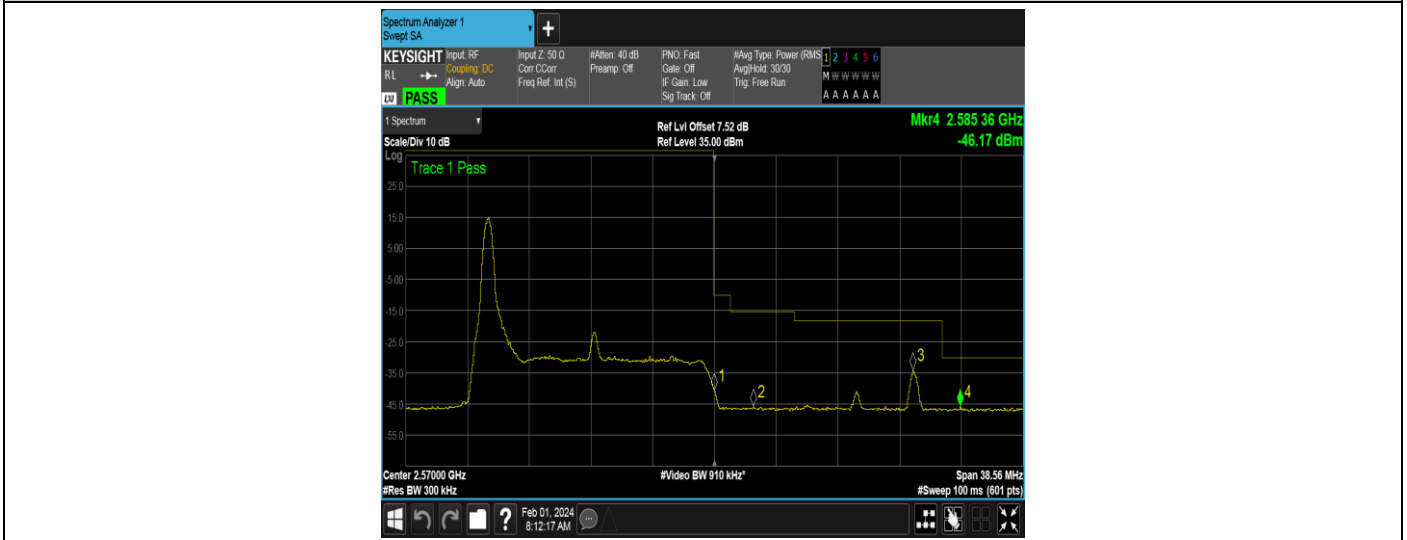 Spectrum Analyzer 1
Swept SA
+
KEYSIGHT
RL
LXI PASS
Input: RF
Coupling: DC
Align: Auto
Input Z: 50 Ω
Corr CCorr
Freq Ref: Int (S)
#Atten: 40 dB
Preamp: Off
PNO: Fast
Gate: Off
IF Gain: Low
Sig Track: Off
#Avg Type: Power (RMS
Avg|Hold: 30/30
Trig: Free Run
1 2 3 4 5 6
M W W W W W
A A A A A A
1 Spectrum
Scale/Div 10 dB
Ref Lvl Offset 7.52 dB
Ref Level 35.00 dBm
Mkr4 2.585 36 GHz
-46.17 dBm
Log
Trace 1 Pass
25.0
15.0
5.00
-5.00
-15.0
-25.0
-35.0
-45.0
-55.0
1
2
3
4
Center 2.57000 GHz
#Res BW 300 kHz
#Video BW 910 kHz*
Span 38.56 MHz
#Sweep 100 ms (601 pts)
?
Feb 01, 2024
8:12:17 AM